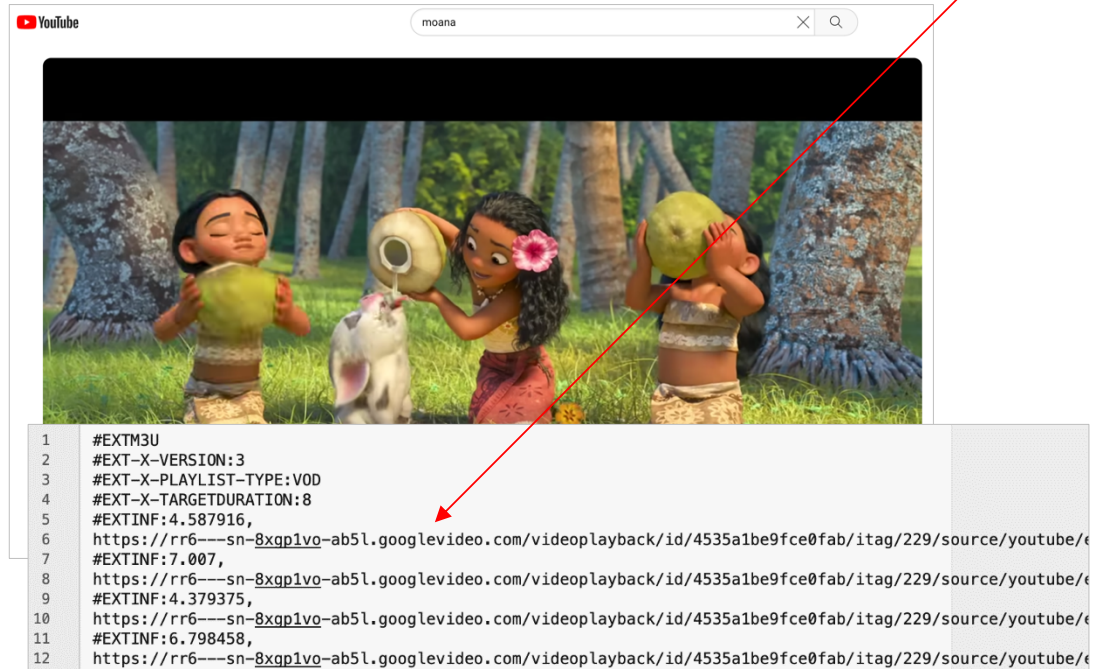 YouTube
moana
1 #EXTM3U
2 #EXT-X-VERSION:3
3 #EXT-X-PLAYLIST-TYPE:VOD
4 #EXT-X-TARGETDURATION:8
5 #EXTINF:4.587916,
6 https://rr6---sn-8xgp1vo-ab5l.googlevideo.com/videoplayback/id/4535a1be9fce0fab/itag/229/source/youtube/e
7 #EXTINF:7.007,
8 https://rr6---sn-8xgp1vo-ab5l.googlevideo.com/videoplayback/id/4535a1be9fce0fab/itag/229/source/youtube/e
9 #EXTINF:4.379375,
10 https://rr6---sn-8xgp1vo-ab5l.googlevideo.com/videoplayback/id/4535a1be9fce0fab/itag/229/source/youtube/e
11 #EXTINF:6.798458,
12 https://rr6---sn-8xgp1vo-ab5l.googlevideo.com/videoplayback/id/4535a1be9fce0fab/itag/229/source/youtube/e